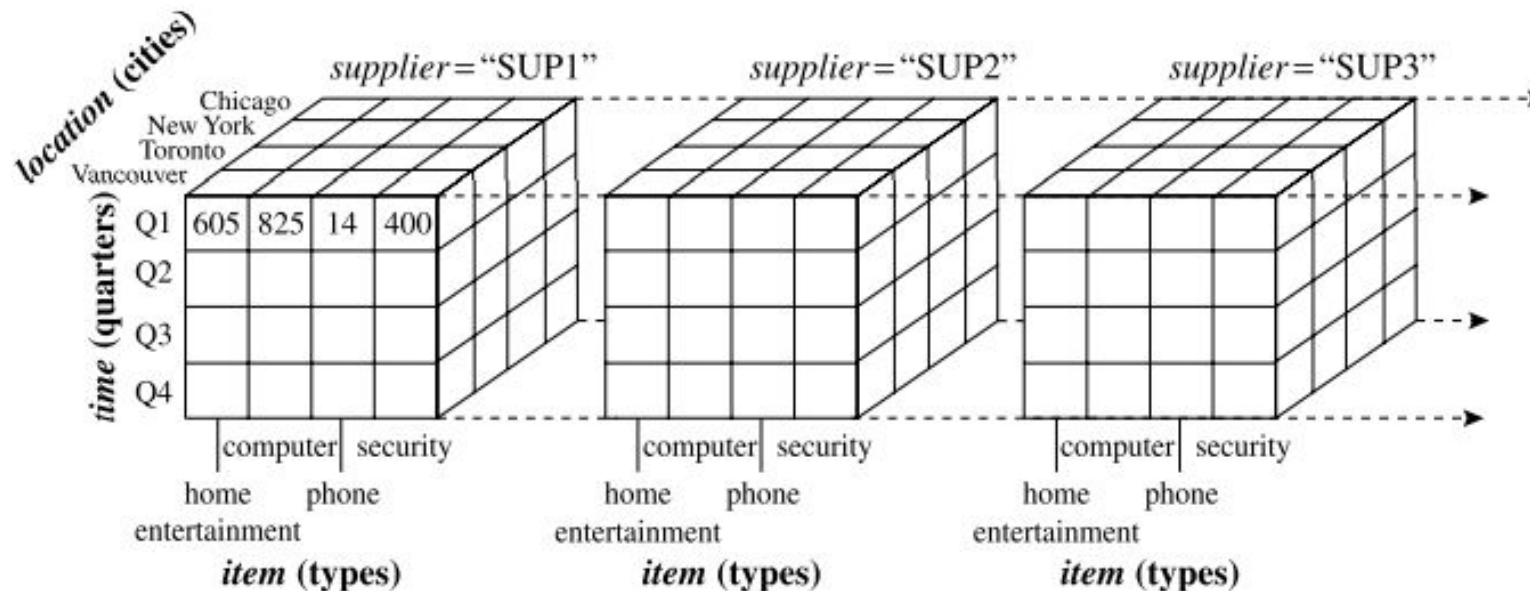 location (cities)
supplier = “SUP1”
supplier = “SUP2”
supplier = “SUP3”
Chicago
New York
Toronto
Vancouver
time (quarters)
Q1 605 825 14 400
Q2
Q3
Q4
computer security
home phone
entertainment
item (types)
computer security
home phone
entertainment
item (types)
computer security
home phone
entertainment
item (types)